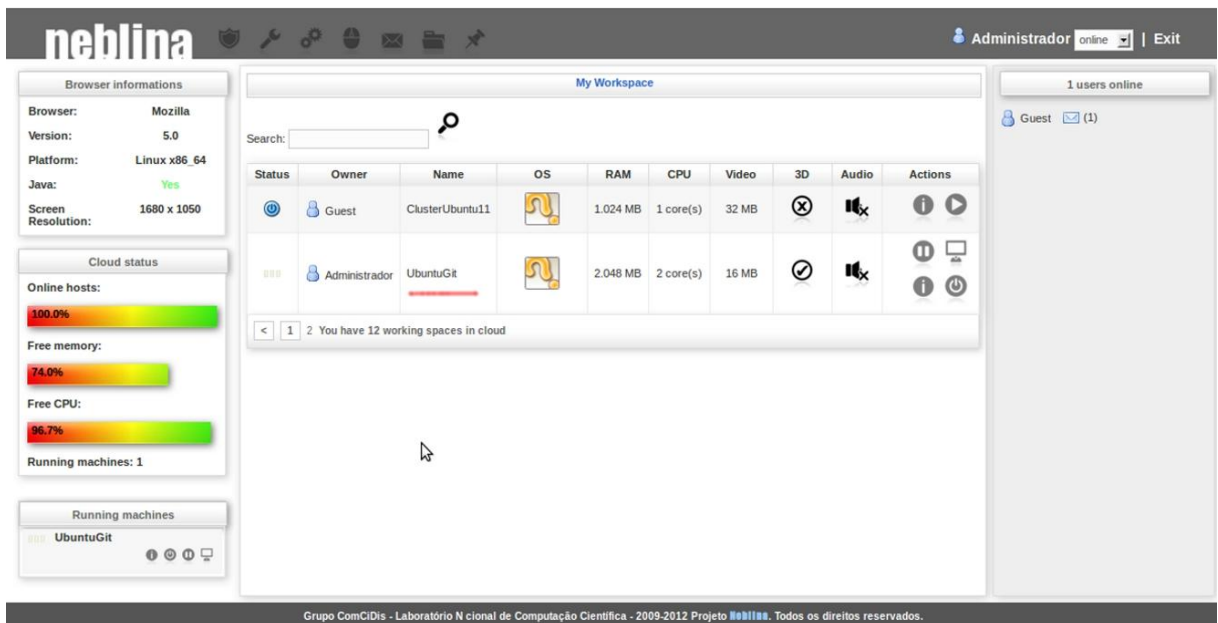 neblina
Administrador online | Exit
Browser informations
Browser: Mozilla
Version: 5.0
Platform: Linux x86_64
Java: Yes
Screen Resolution: 1680 x 1050
Cloud status
Online hosts:
100.0%
Free memory:
74.0%
Free CPU:
96.7%
Running machines: 1
Running machines
UbuntuGit
My Workspace
Search:
Status Owner Name OS RAM CPU Video 3D Audio Actions
Guest ClusterUbuntu11 1.024 MB 1 core(s) 32 MB
Administrador UbuntuGit 2.048 MB 2 core(s) 16 MB
< 1 2 You have 12 working spaces in cloud
1 users online
Guest (1)
Grupo ComCiDis - Laboratório N cional de Computação Científica - 2009-2012 Projeto Neblina. Todos os direitos reservados.